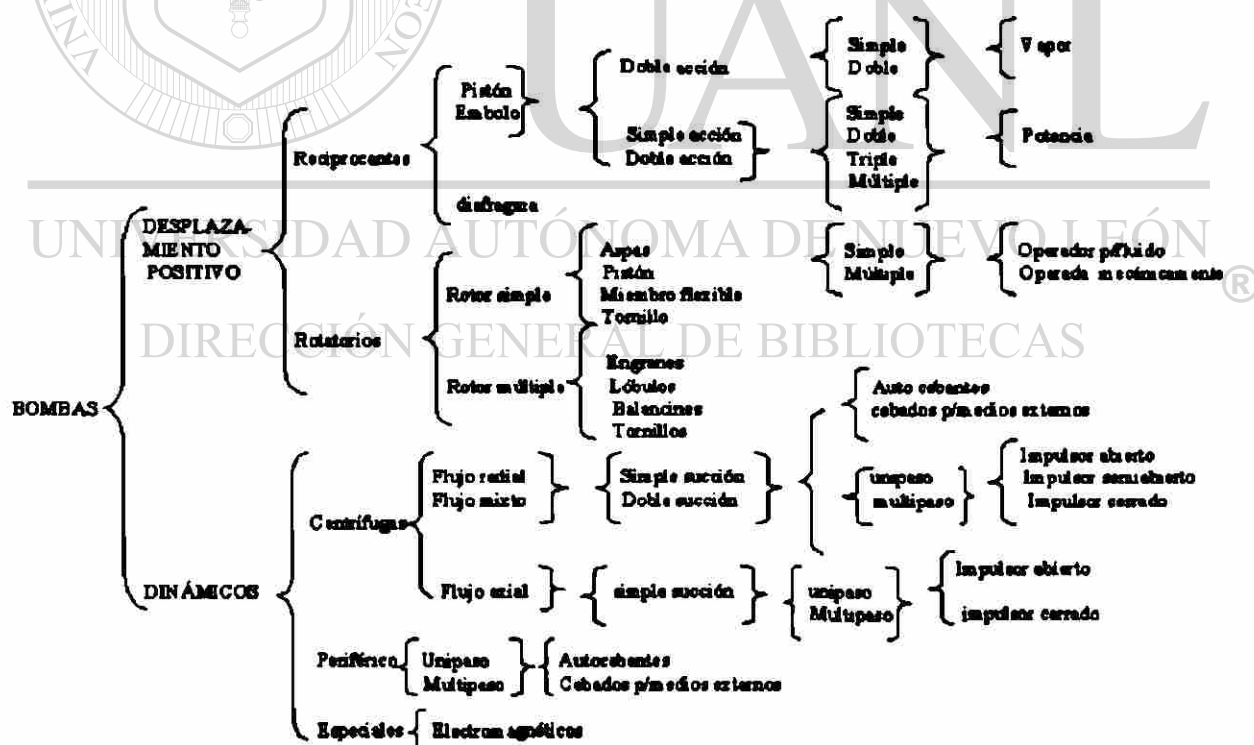 UANL
UNIVERSIDAD AUTÓNOMA DE NUEVO LEÓN
®
DIRECCIÓN GENERAL DE BIBLIOTECAS
BOMBAS
DESPLAZA-
MIENTO
POSITIVO
Reciprocantes
Pistón
Embolo
Doble acción
Simple
Doble
Vapor
Simple acción
Doble acción
Simple
Doble
Triple
Múltiple
Potencia
diafragma
Simple
Múltiple
Operador p/fluido
Operada mecánicamente
Rotatorios
Rotor simple
Aspas
Pistón
Miembro flexible
Tornillo
Rotor múltiple
Engranes
Lóbulos
Balancines
Tornillos
DINÁMICOS
Centrífugas
Flujo radial
Flujo mixto
Simple succión
Doble succión
Auto cebantes
cebados p/medios externos
unipaso
multipaso
Impulsor abierto
Impulsor semiabierto
Impulsor cerrado
Flujo axial
simple succión
unipaso
Multipaso
Impulsor abierto
impulsor cerrado
Periférico
Unipaso
Multipaso
Autocebantes
Cebados p/medios externos
Especiales
Electromagnéticos